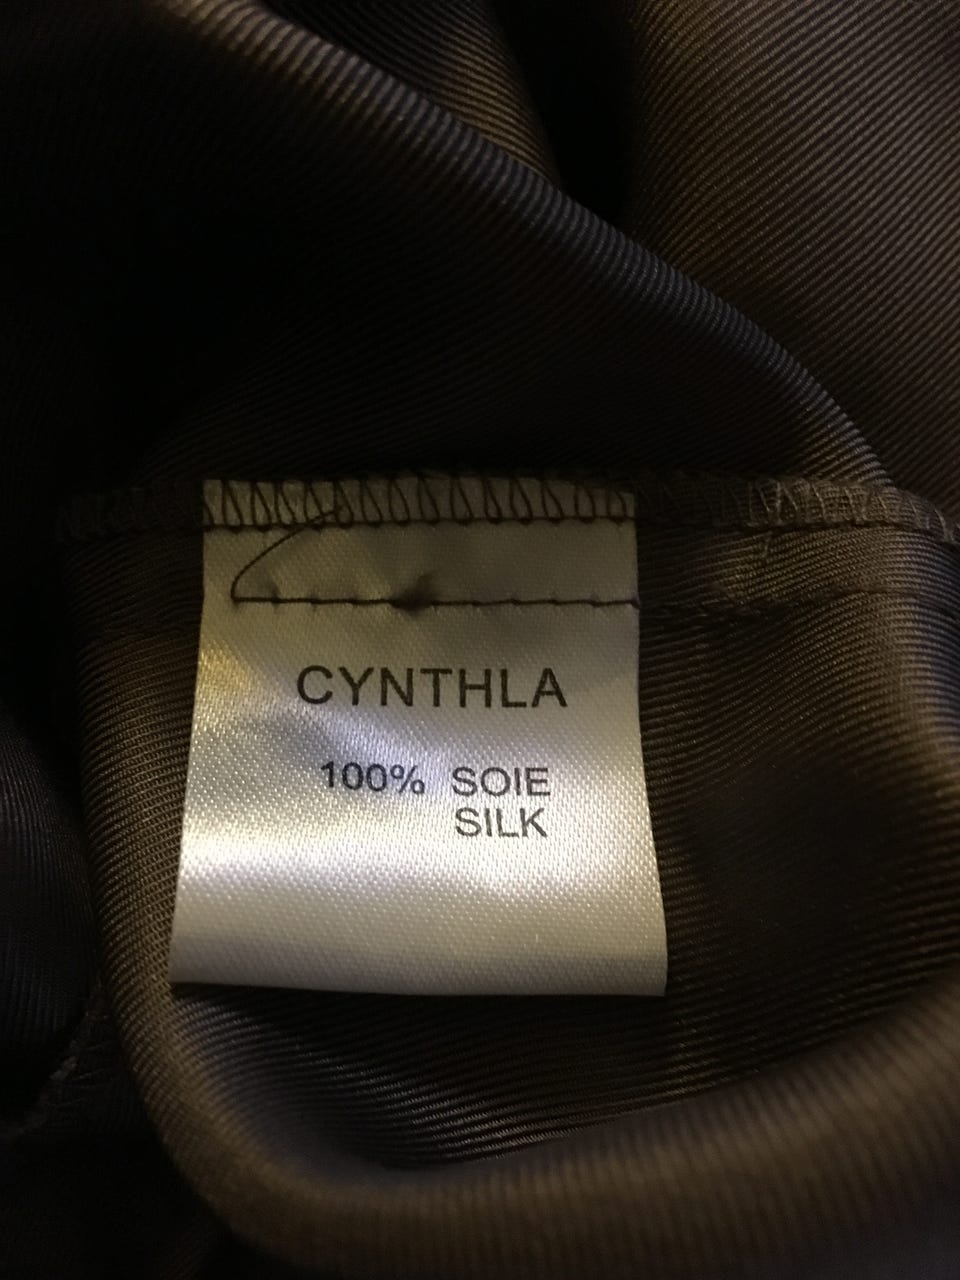 CYNTHLA
100% SOIE
SILK